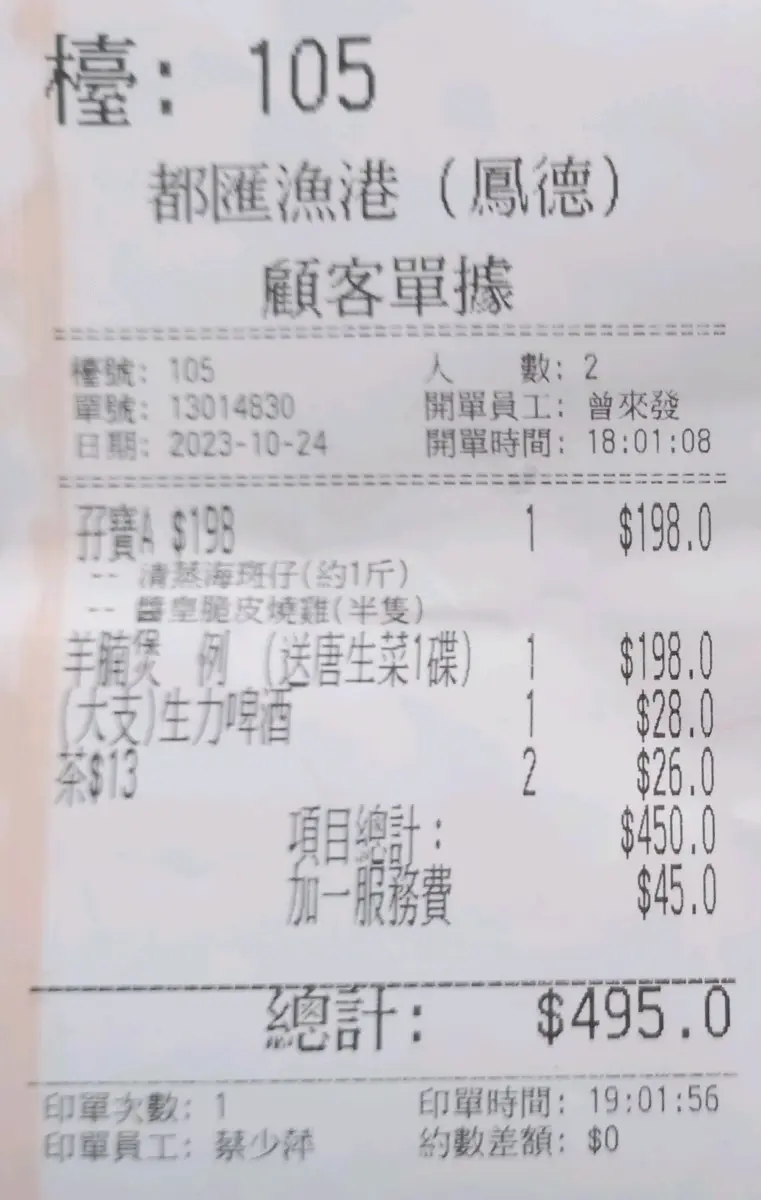 檯: 105
都匯漁港(鳳德)
顧客單據
檯號: 105 人 數: 2
單號: 13014830 開單員工: 曾來發
日期: 2023-10-24 開單時間: 18:01:08
孖寶A $198 1 $198.0
-- 清蒸海斑仔(約1斤)
-- 醬皇脆皮燒雞(半隻)
羊腩煲 例 (送唐生菜1碟) 1 $198.0
(大支)生力啤酒 1 $28.0
茶$13 2 $26.0
項目總計: $450.0
加一服務費 $45.0
總計: $495.0
印單次數: 1 印單時間: 19:01:56
印單員工: 蔡少萍 約數差額: $0